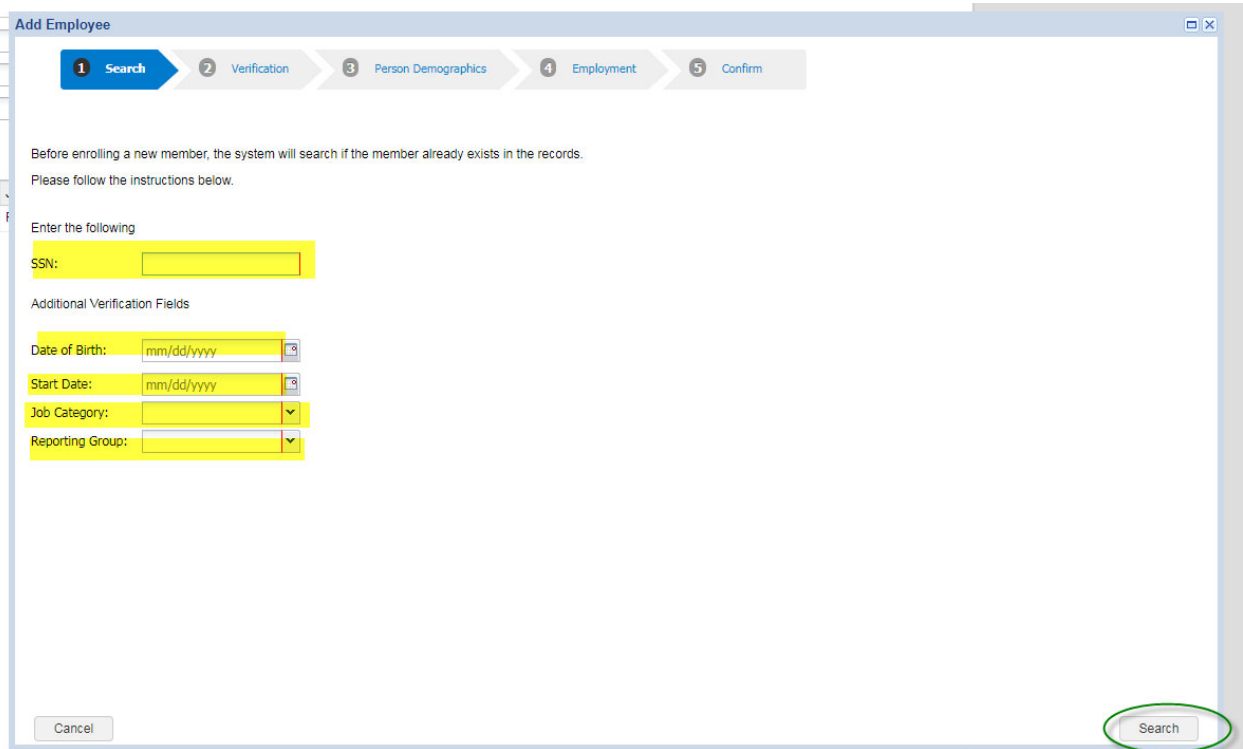 Add Employee
1 Search 2 Verification 3 Person Demographics 4 Employment 5 Confirm
Before enrolling a new member, the system will search if the member already exists in the records.
Please follow the instructions below.
Enter the following
SSN:
Additional Verification Fields
Date of Birth: mm/dd/yyyy
Start Date: mm/dd/yyyy
Job Category:
Reporting Group:
Cancel Search